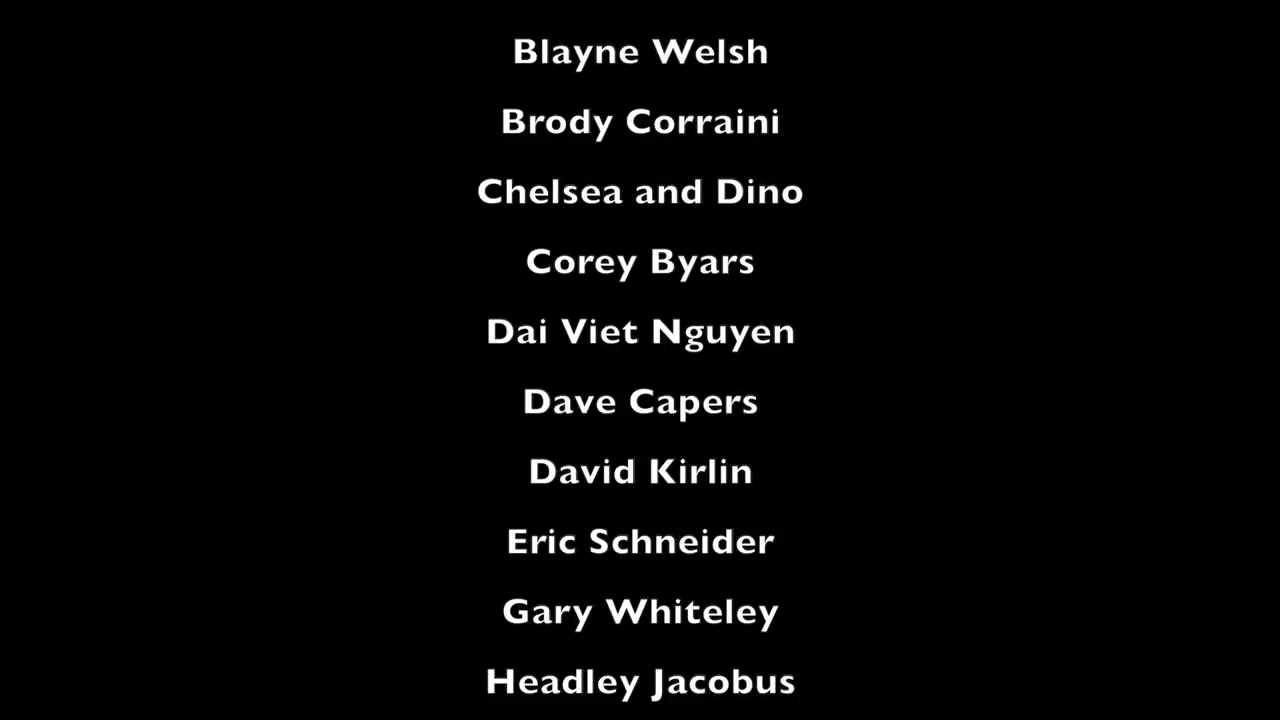 Blayne Welsh
Brody Corraini
Chelsea and Dino
Corey Byars
Dai Viet Nguyen
Dave Capers
David Kirlin
Eric Schneider
Gary Whiteley
Headley Jacobus